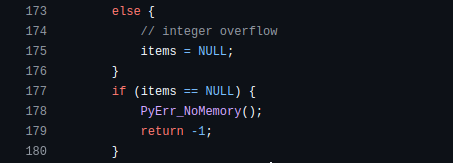 173 else {
174 // integer overflow
175 items = NULL;
176 }
177 if (items == NULL) {
178 PyErr_NoMemory();
179 return -1;
180 }